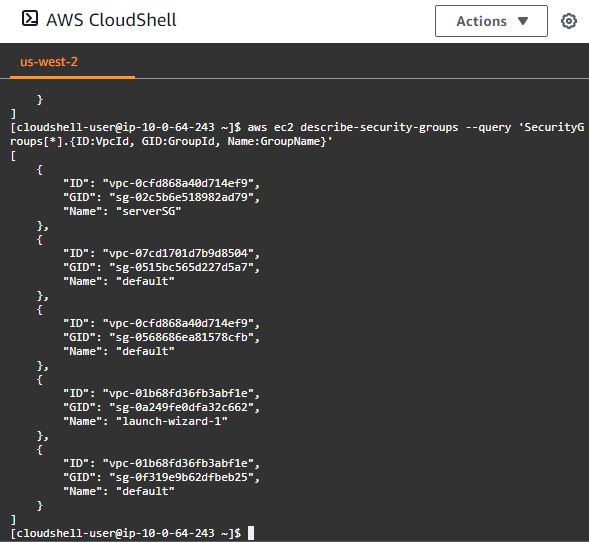 AWS CloudShell
Actions
us-west-2
}
]
[cloudshell-user@ip-10-0-64-243 ~]$ aws ec2 describe-security-groups --query 'SecurityG
roups[*].{ID:VpcId, GID:GroupId, Name:GroupName}'
[
{
"ID": "vpc-0cfd868a40d714ef9",
"GID": "sg-02c5b6e518982ad79",
"Name": "serverSG"
},
{
"ID": "vpc-07cd1701d7b9d8504",
"GID": "sg-0515bc565d227d5a7",
"Name": "default"
},
{
"ID": "vpc-0cfd868a40d714ef9",
"GID": "sg-0568686ea81578cfb",
"Name": "default"
},
{
"ID": "vpc-01b68fd36fb3abf1e",
"GID": "sg-0a249fe0dfa32c662",
"Name": "launch-wizard-1"
},
{
"ID": "vpc-01b68fd36fb3abf1e",
"GID": "sg-0f319e9b62dfbeb25",
"Name": "default"
}
]
[cloudshell-user@ip-10-0-64-243 ~]$